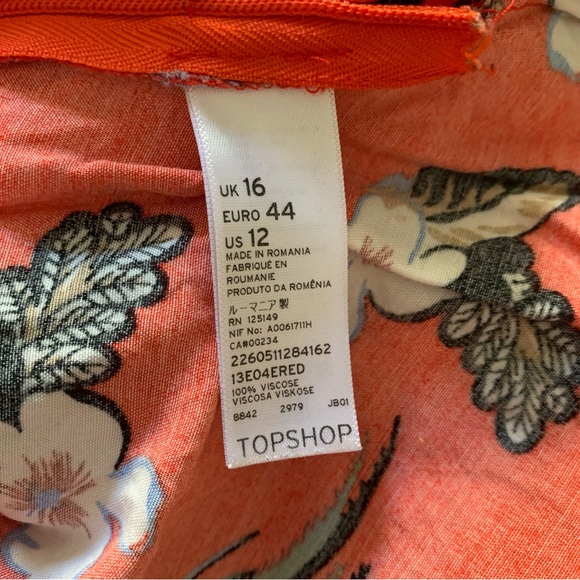 UK 16
EURO 44
US 12
MADE IN ROMANIA
FABRIQUÉ EN
ROUMANIE
PRODUTO DA ROMÊNIA
ルーマニア製
RN 125149
NIF No: A0061711H
CA#00234
2260511284162
13E04ERED
100% VISCOSE
VISCOSA VISKOSE
8842 2979 JB01
TOPSHOP